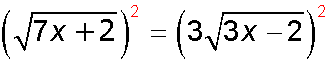 (√(7x + 2))² = (3√(3x − 2))²